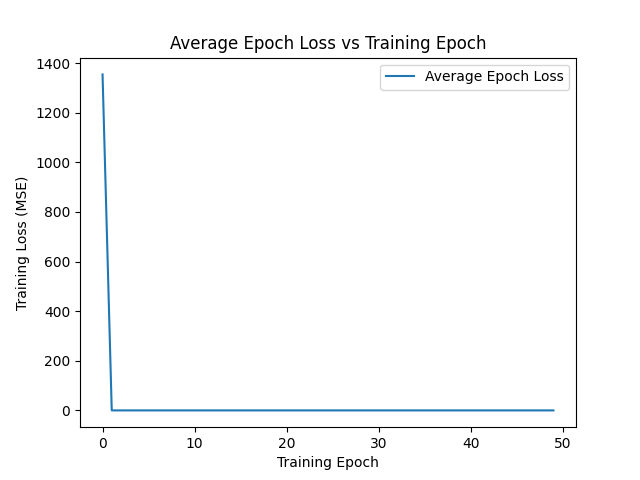 Average Epoch Loss vs Training Epoch
Average Epoch Loss
1400
1200
1000
800
600
400
200
0
Training Loss (MSE)
0 10 20 30 40 50
Training Epoch